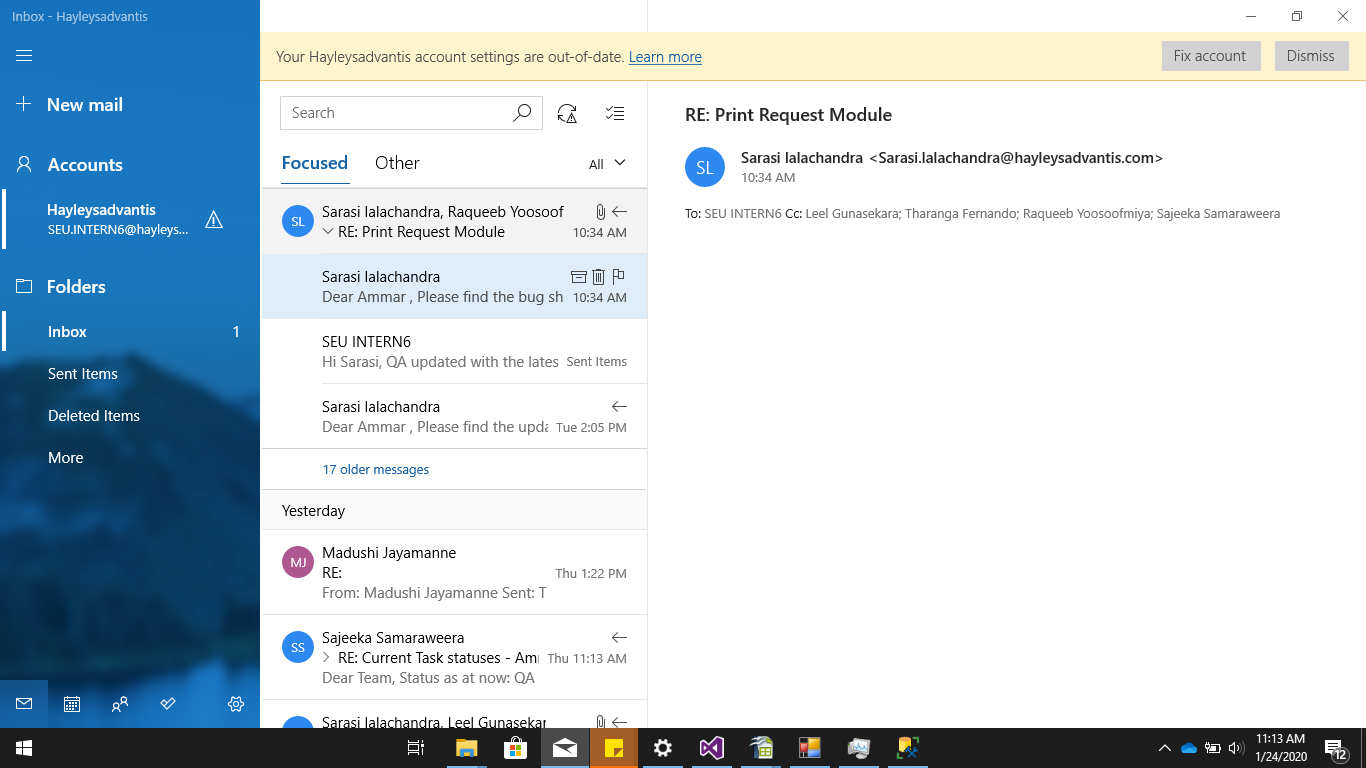 Inbox - Hayleysadvantis
Your Hayleysadvantis account settings are out-of-date. Learn more
Fix account
Dismiss
New mail
Accounts
Hayleysadvantis
SEU.INTERN6@hayleys...
Folders
Inbox 1
Sent Items
Deleted Items
More
Search
Focused Other All
SL
Sarasi lalachandra, Raqueeb Yoosoof
RE: Print Request Module 10:34 AM
Sarasi lalachandra
Dear Ammar , Please find the bug sh 10:34 AM
SEU INTERN6
Hi Sarasi, QA updated with the lates Sent Items
Sarasi lalachandra
Dear Ammar , Please find the upda Tue 2:05 PM
17 older messages
Yesterday
MJ
Madushi Jayamanne
RE: Thu 1:22 PM
From: Madushi Jayamanne Sent: T
SS
Sajeeka Samaraweera
RE: Current Task statuses - Am Thu 11:13 AM
Dear Team, Status as at now: QA
Sarasi lalachandra, Leel Gunasekar
RE: Print Request Module
SL
Sarasi lalachandra <Sarasi.lalachandra@hayleysadvantis.com>
10:34 AM
To: SEU INTERN6 Cc: Leel Gunasekara; Tharanga Fernando; Raqueeb Yoosoofmiya; Sajeeka Samaraweera
11:13 AM
1/24/2020
12